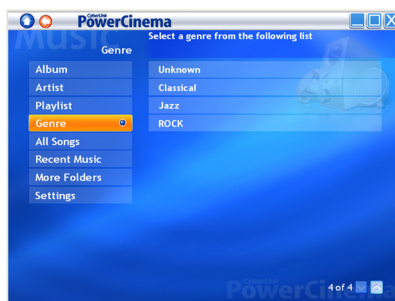 CyberLink
PowerCinema
Music
Select a genre from the following list
Genre
Album
Artist
Playlist
Genre
All Songs
Recent Music
More Folders
Settings
Unknown
Classical
Jazz
ROCK
CyberLink
PowerCinema
4 of 4